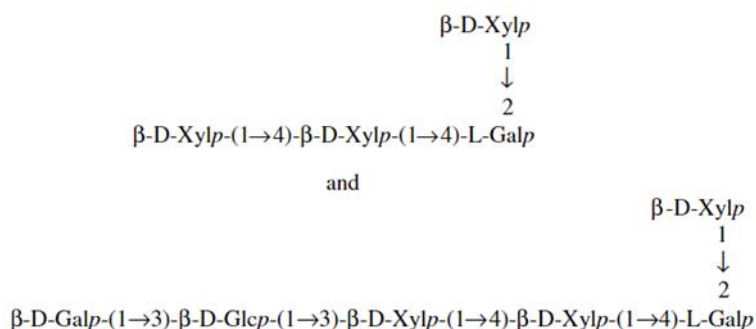 β-D-Xylp
1
↓
2
β-D-Xylp-(1→4)-β-D-Xylp-(1→4)-L-Galp
and
β-D-Xylp
1
↓
2
β-D-Galp-(1→3)-β-D-Glcp-(1→3)-β-D-Xylp-(1→4)-β-D-Xylp-(1→4)-L-Galp